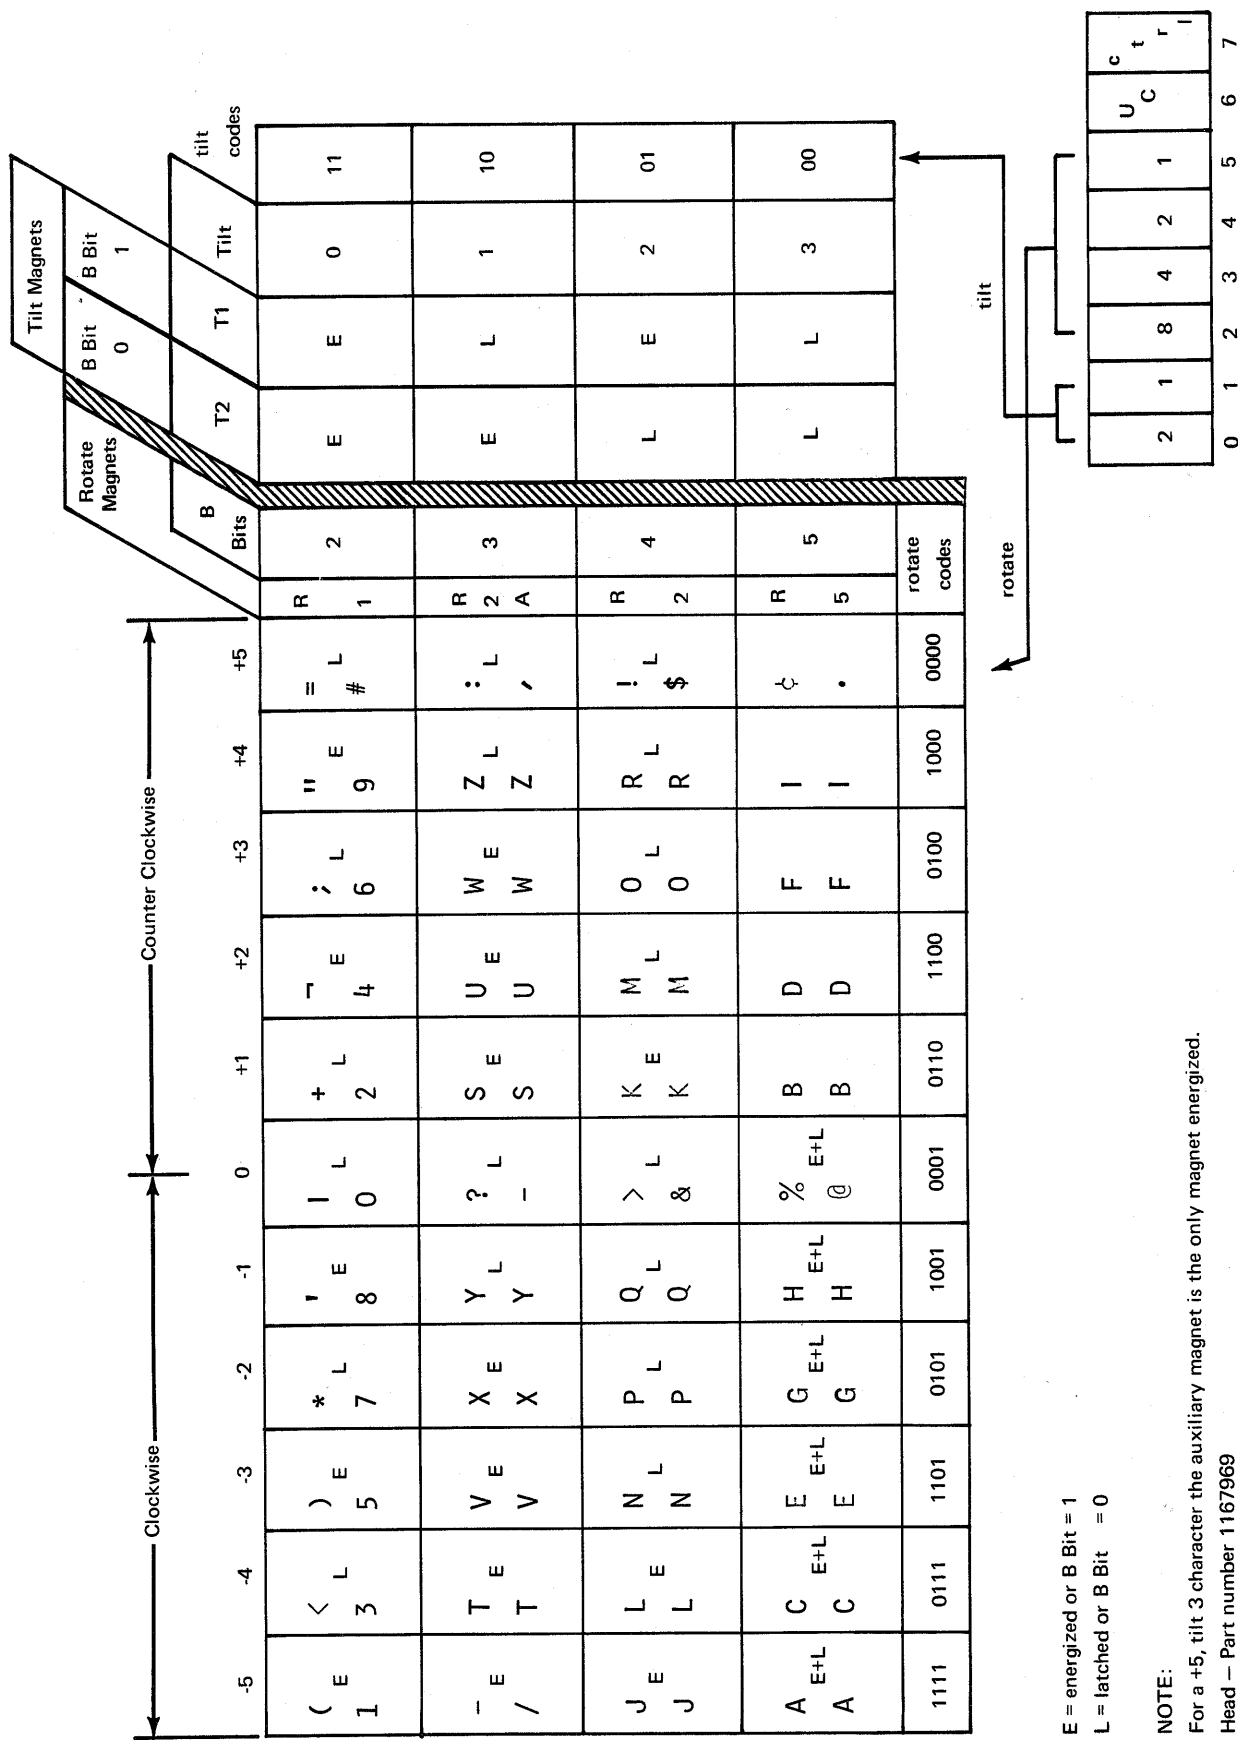 Clockwise
Counter Clockwise
Tilt Magnets
Rotate Magnets
B Bit 0
B Bit 1
B Bits
T2
T1
Tilt
tilt codes
-5 -4 -3 -2 -1 0 +1 +2 +3 +4 +5
( < ) * ' | + ¬ ; " =
E L E L E L L E L E L R 1 2 E E 0 11
1 3 5 7 8 0 2 4 6 9 #
— T V X Y ? S U W Z :
E E E E L L E E E L L R 2 A 3 E L 1 10
/ T V X Y - S U W Z ,
J L N P Q > K M O R !
E E L L L L E L L L L R 2 4 L E 2 01
J L N P Q & K M O R $
A C E G H % B D F I ¢
E+L E+L E+L E+L E+L E+L R 5 5 L L 3 00
A C E G H @ B D F I .
1111 0111 1101 0101 1001 0001 0110 1100 0100 1000 0000 rotate codes
rotate
tilt
2 1 8 4 2 1 UC ctrl
0 1 2 3 4 5 6 7
E = energized or B Bit = 1
L = latched or B Bit = 0
NOTE:
For a +5, tilt 3 character the auxiliary magnet is the only magnet energized.
Head — Part number 1167969